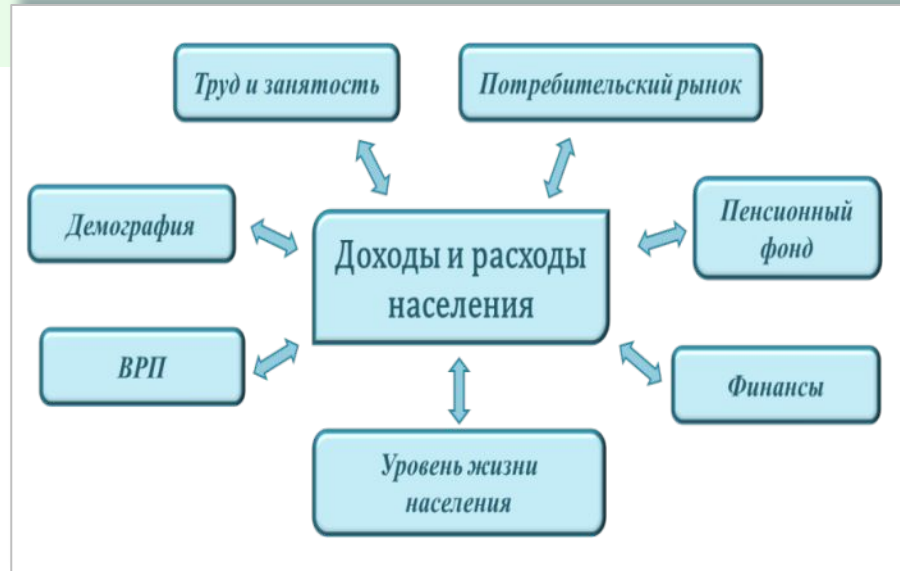 Труд и занятость
Потребительский рынок
Демография
Доходы и расходы
населения
Пенсионный
фонд
ВРП
Финансы
Уровень жизни
населения